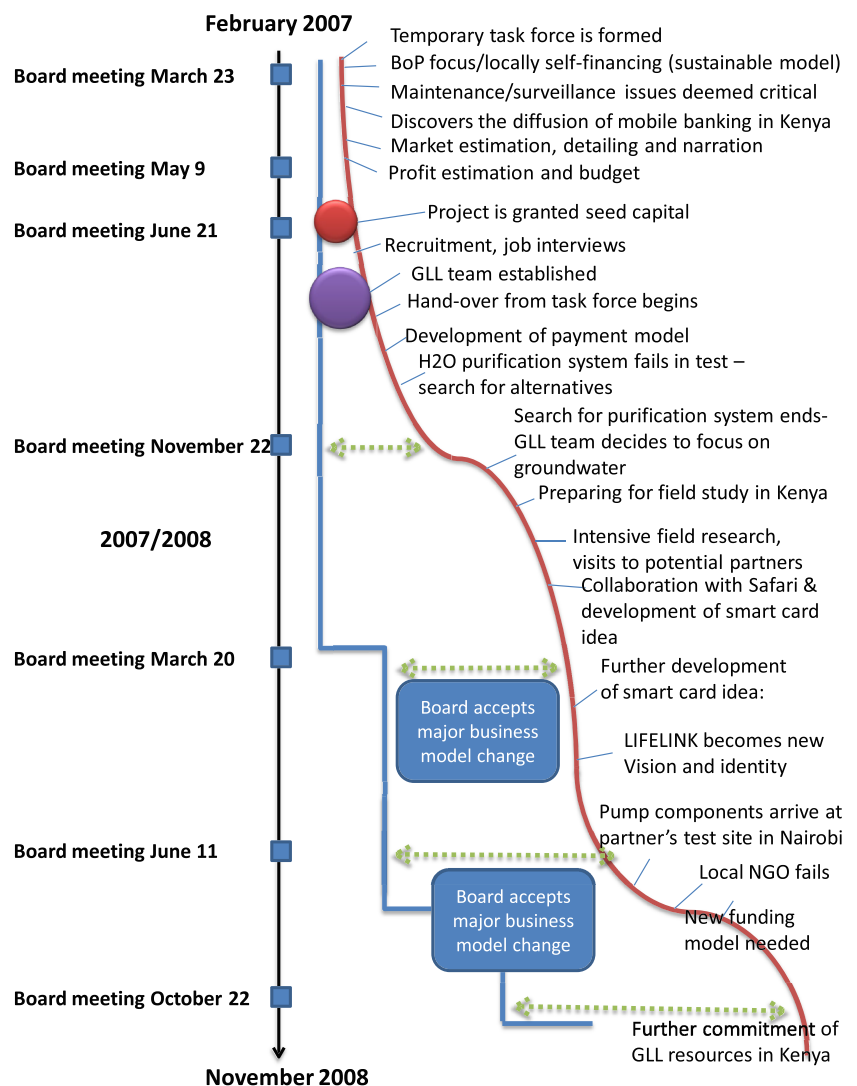 February 2007
Temporary task force is formed
BoP focus/locally self-financing (sustainable model)
Board meeting March 23
Maintenance/surveillance issues deemed critical
Discovers the diffusion of mobile banking in Kenya
Market estimation, detailing and narration
Board meeting May 9
Profit estimation and budget
Project is granted seed capital
Board meeting June 21
Recruitment, job interviews
GLL team established
Hand-over from task force begins
Development of payment model
H2O purification system fails in test –
search for alternatives
Search for purification system ends-
GLL team decides to focus on
groundwater
Board meeting November 22
Preparing for field study in Kenya
2007/2008
Intensive field research,
visits to potential partners
Collaboration with Safari &
development of smart card
idea
Board meeting March 20
Further development
of smart card idea:
Board accepts
major business
model change
LIFELINK becomes new
Vision and identity
Pump components arrive at
partner's test site in Nairobi
Board meeting June 11
Local NGO fails
Board accepts
major business
model change
New funding
model needed
Board meeting October 22
Further commitment of
GLL resources in Kenya
November 2008